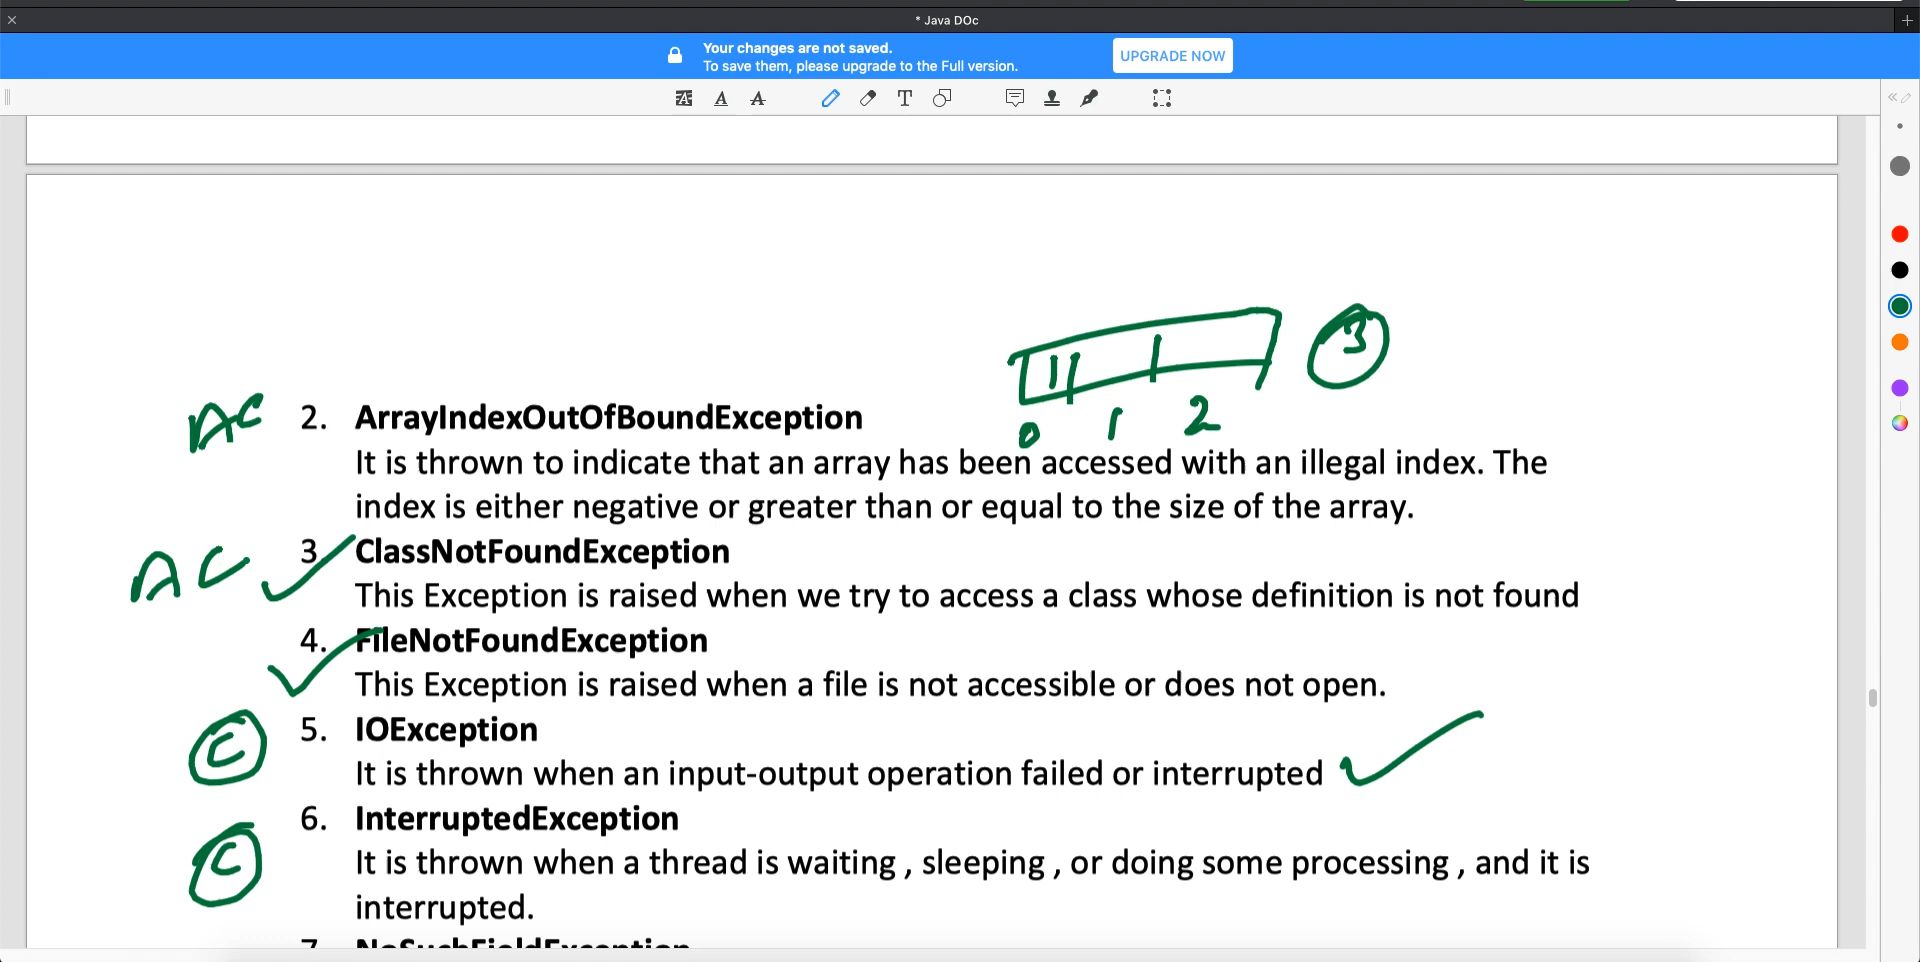 * Java DOc
Your changes are not saved.
To save them, please upgrade to the Full version.
UPGRADE NOW
3
AC 2. ArrayIndexOutOfBoundException
0 1 2
It is thrown to indicate that an array has been accessed with an illegal index. The
index is either negative or greater than or equal to the size of the array.
AC 3. ClassNotFoundException
This Exception is raised when we try to access a class whose definition is not found
4. FileNotFoundException
This Exception is raised when a file is not accessible or does not open.
C 5. IOException
It is thrown when an input-output operation failed or interrupted
6. InterruptedException
C It is thrown when a thread is waiting , sleeping , or doing some processing , and it is
interrupted.
7. NoSuchFieldException